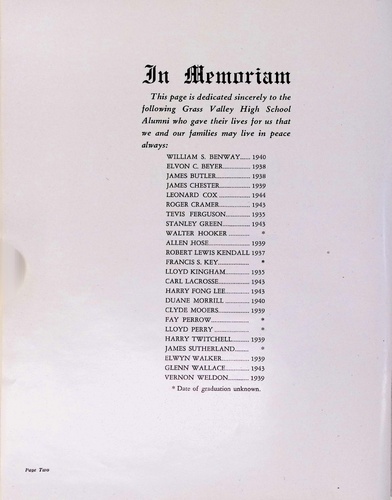 In Memoriam
This page is dedicated sincerely to the
following Grass Valley High School
Alumni who gave their lives for us that
we and our families may live in peace
always:
WILLIAM S. BENWAY...... 1940
ELVON C. BEYER............... 1938
JAMES BUTLER................... 1938
JAMES CHESTER.................. 1939
LEONARD COX ................. 1944
ROGER CRAMER................ 1943
TEVIS FERGUSON............. 1935
STANLEY GREEN............... 1943
WALTER HOOKER ............ *
ALLEN HOSE...................... 1939
ROBERT LEWIS KENDALL 1937
FRANCIS S. KEY.................. *
LLOYD KINGHAM............. 1935
CARL LACROSSE................ 1943
HARRY FONG LEE............ 1943
DUANE MORRILL ............. 1940
CLYDE MOOERS................. 1939
FAY PERROW...................... *
LLOYD PERRY .................... *
HARRY TWITCHELL......... 1939
JAMES SUTHERLAND........ *
ELWYN WALKER............... 1939
GLENN WALLACE............. 1943
VERNON WELDON............ 1939
* Date of graduation unknown.
Page Two